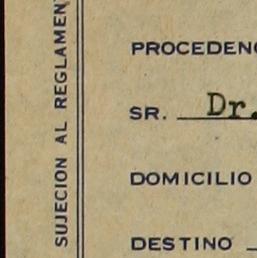 SUJECION AL REGLAMEN
PROCEDENC
SR. Dr.
DOMICILIO
DESTINO